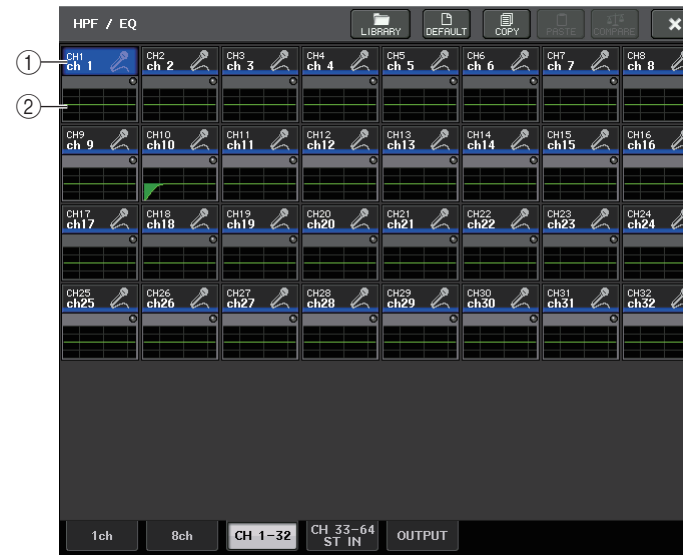 HPF / EQ
LIBRARY DEFAULT COPY PASTE COMPARE
1
CH1 CH2 CH3 CH4 CH5 CH6 CH7 CH8
ch 1 ch 2 ch 3 ch 4 ch 5 ch 6 ch 7 ch 8
2
CH9 CH10 CH11 CH12 CH13 CH14 CH15 CH16
ch 9 ch10 ch11 ch12 ch13 ch14 ch15 ch16
CH17 CH18 CH19 CH20 CH21 CH22 CH23 CH24
ch17 ch18 ch19 ch20 ch21 ch22 ch23 ch24
CH25 CH26 CH27 CH28 CH29 CH30 CH31 CH32
ch25 ch26 ch27 ch28 ch29 ch30 ch31 ch32
1ch 8ch CH 1-32 CH 33-64 OUTPUT
ST IN